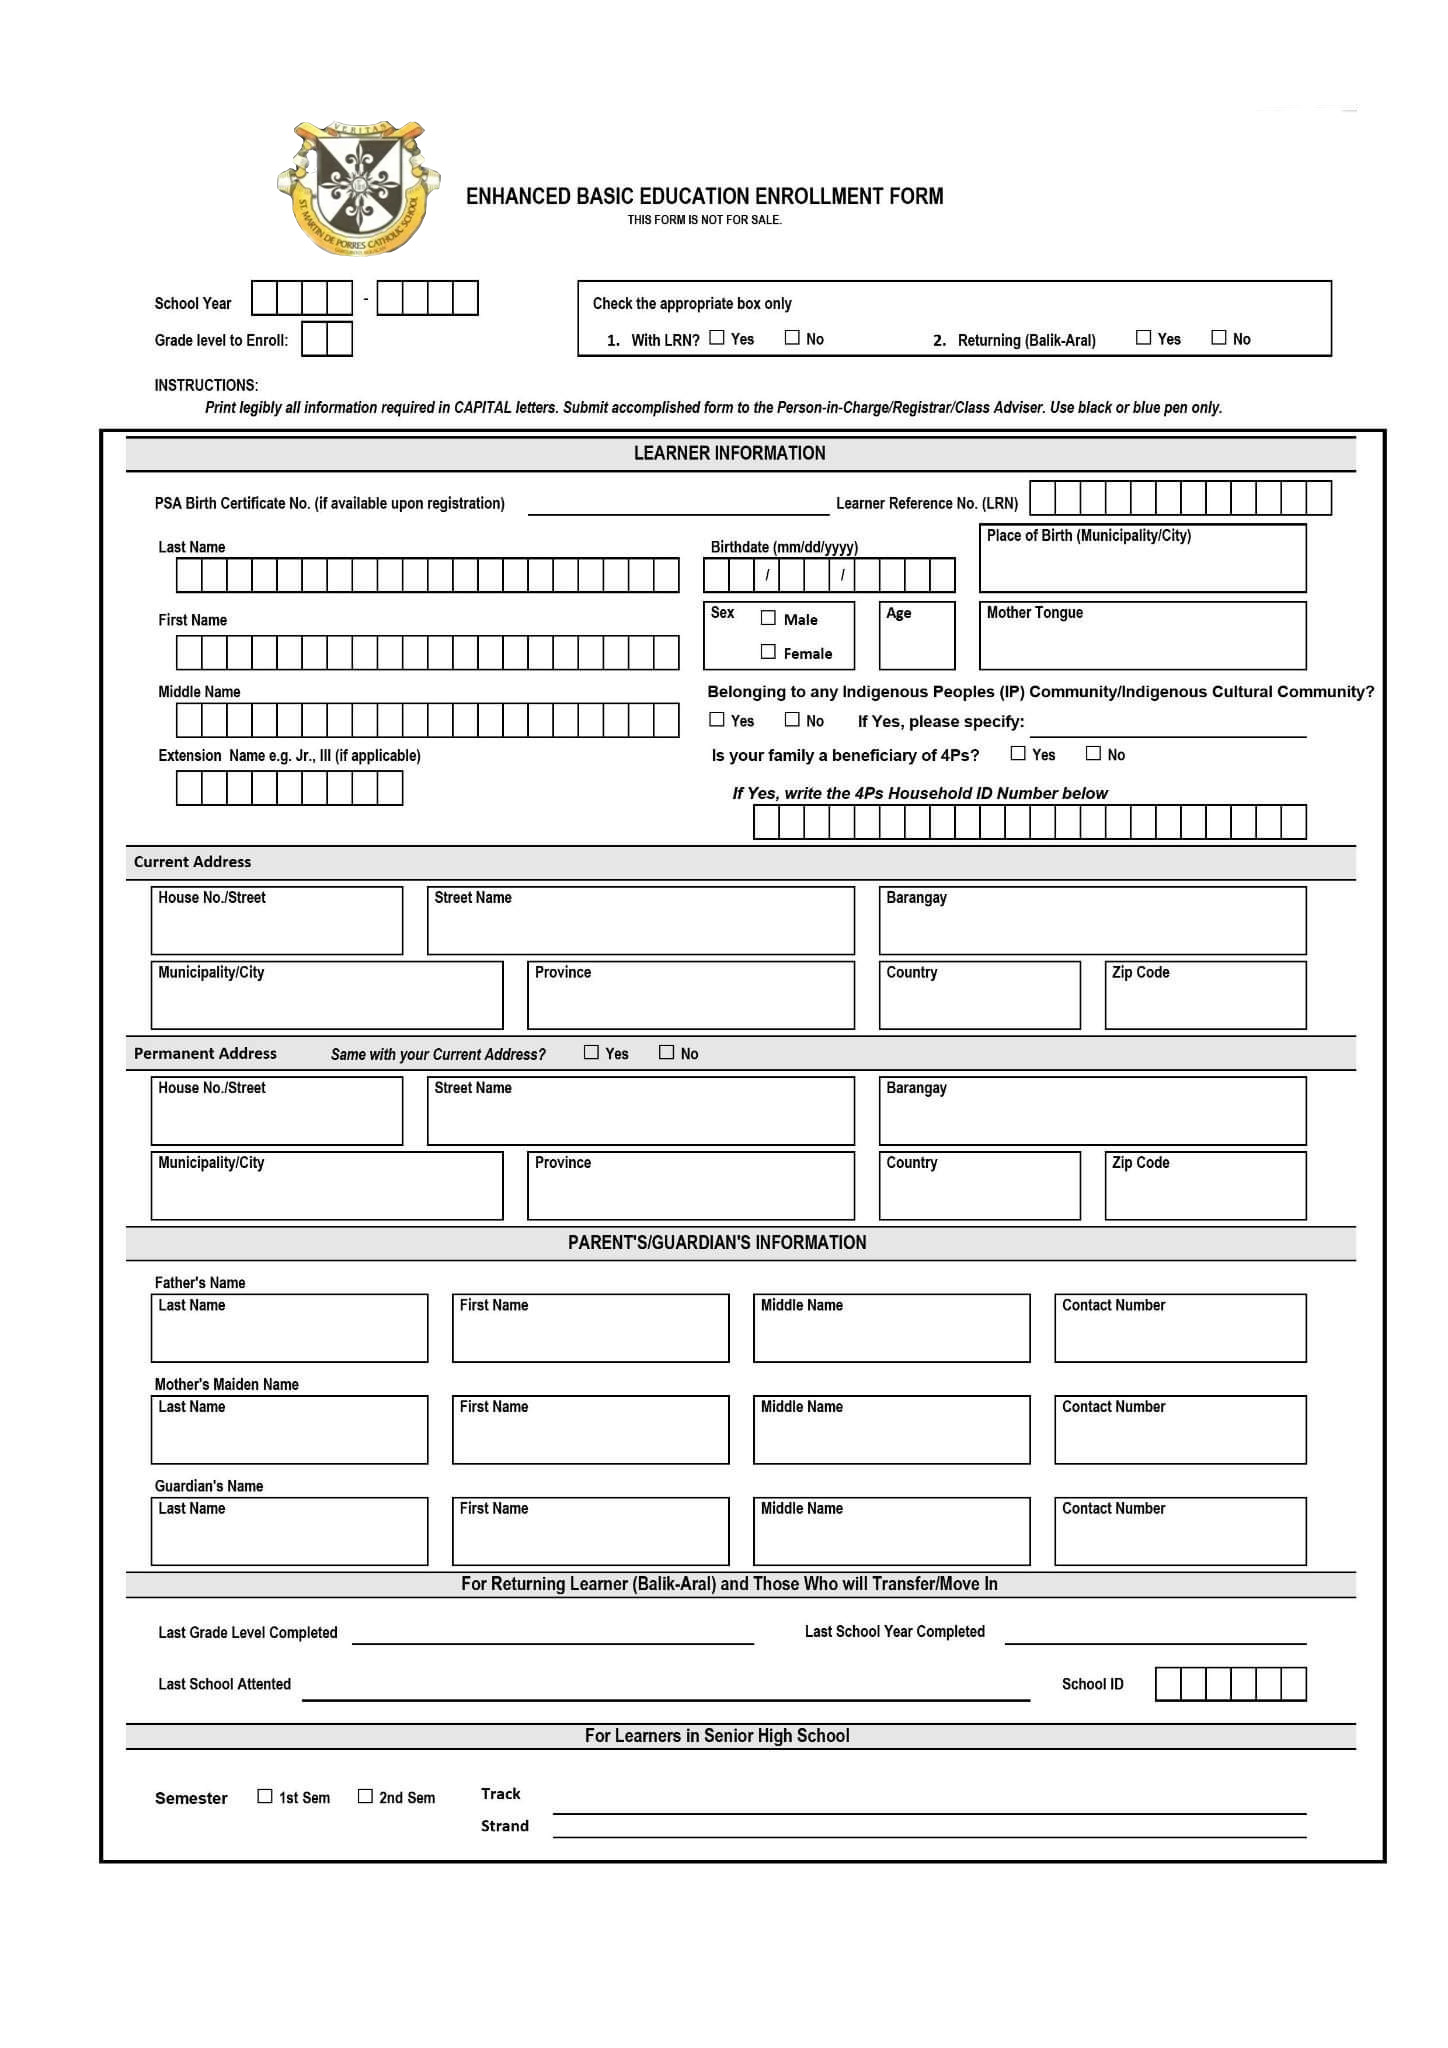 VERITAS
ST. MARTIN DE PORRES CATHOLIC SCHOOL
ENHANCED BASIC EDUCATION ENROLLMENT FORM
THIS FORM IS NOT FOR SALE.
School Year -
Check the appropriate box only
Grade level to Enroll:
1. With LRN? ☐ Yes ☐ No 2. Returning (Balik-Aral) ☐ Yes ☐ No
INSTRUCTIONS:
Print legibly all information required in CAPITAL letters. Submit accomplished form to the Person-in-Charge/Registrar/Class Adviser. Use black or blue pen only.
LEARNER INFORMATION
PSA Birth Certificate No. (if available upon registration) Learner Reference No. (LRN)
Last Name Birthdate (mm/dd/yyyy) Place of Birth (Municipality/City)
/ /
First Name Sex ☐ Male Age Mother Tongue
☐ Female
Middle Name Belonging to any Indigenous Peoples (IP) Community/Indigenous Cultural Community?
☐ Yes ☐ No If Yes, please specify:
Extension Name e.g. Jr., III (if applicable) Is your family a beneficiary of 4Ps? ☐ Yes ☐ No
If Yes, write the 4Ps Household ID Number below
Current Address
House No./Street Street Name Barangay
Municipality/City Province Country Zip Code
Permanent Address Same with your Current Address? ☐ Yes ☐ No
House No./Street Street Name Barangay
Municipality/City Province Country Zip Code
PARENT'S/GUARDIAN'S INFORMATION
Father's Name
Last Name First Name Middle Name Contact Number
Mother's Maiden Name
Last Name First Name Middle Name Contact Number
Guardian's Name
Last Name First Name Middle Name Contact Number
For Returning Learner (Balik-Aral) and Those Who will Transfer/Move In
Last Grade Level Completed Last School Year Completed
Last School Attented School ID
For Learners in Senior High School
Semester ☐ 1st Sem ☐ 2nd Sem Track
Strand